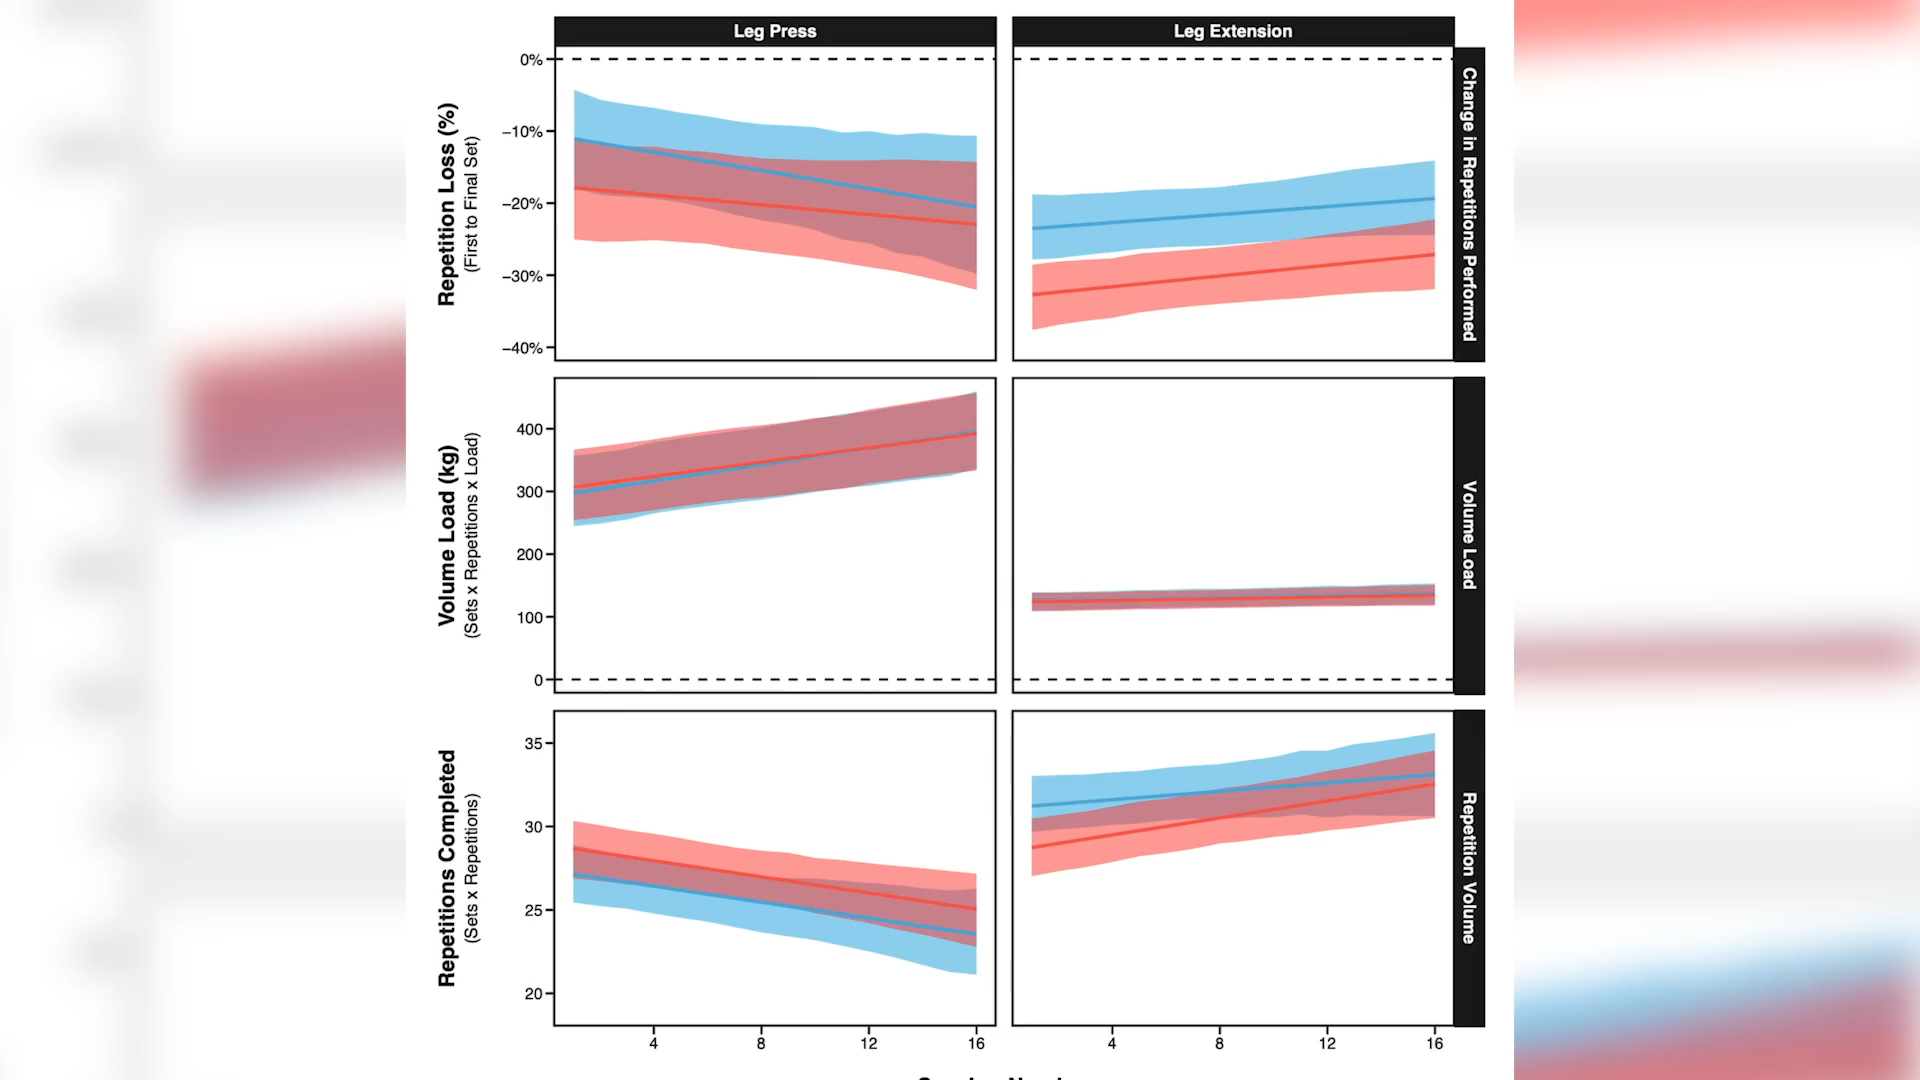 Leg Press
Leg Extension
Repetition Loss (%)
(First to Final Set)
0%
−10%
−20%
−30%
−40%
Change in Repetitions Performed
Volume Load (kg)
(Sets x Repetitions x Load)
400
300
200
100
0
Volume Load
Repetitions Completed
(Sets x Repetitions)
35
30
25
20
Repetition Volume
4 8 12 16
4 8 12 16